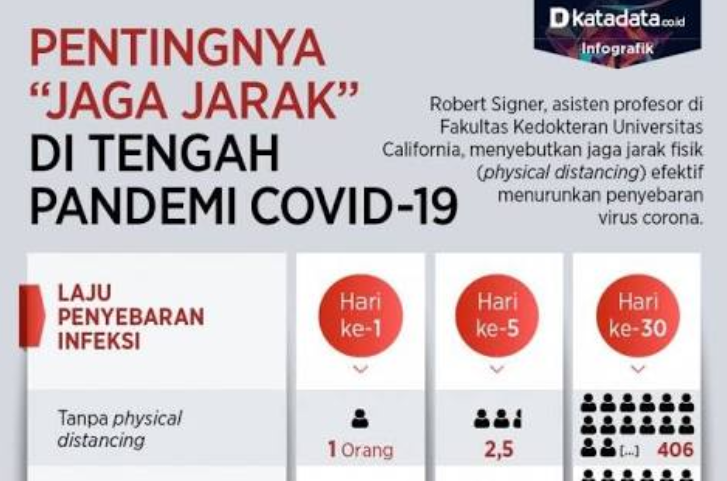 Dkatadata.co.id
Infografik
PENTINGNYA
“JAGA JARAK”
DI TENGAH
PANDEMI COVID-19
Robert Signer, asisten profesor di
Fakultas Kedokteran Universitas
California, menyebutkan jaga jarak fisik
(physical distancing) efektif
menurunkan penyebaran
virus corona.
LAJU
PENYEBARAN
INFEKSI
Hari
ke-1
Hari
ke-5
Hari
ke-30
Tanpa physical
distancing
1 Orang
2,5
[...] 406